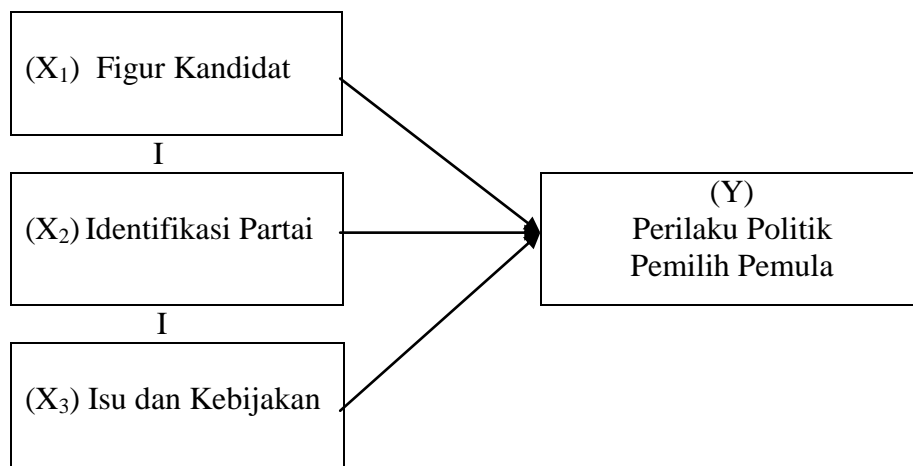 (X₁) Figur Kandidat
I
(X₂) Identifikasi Partai
I
(X₃) Isu dan Kebijakan
(Y)
Perilaku Politik
Pemilih Pemula